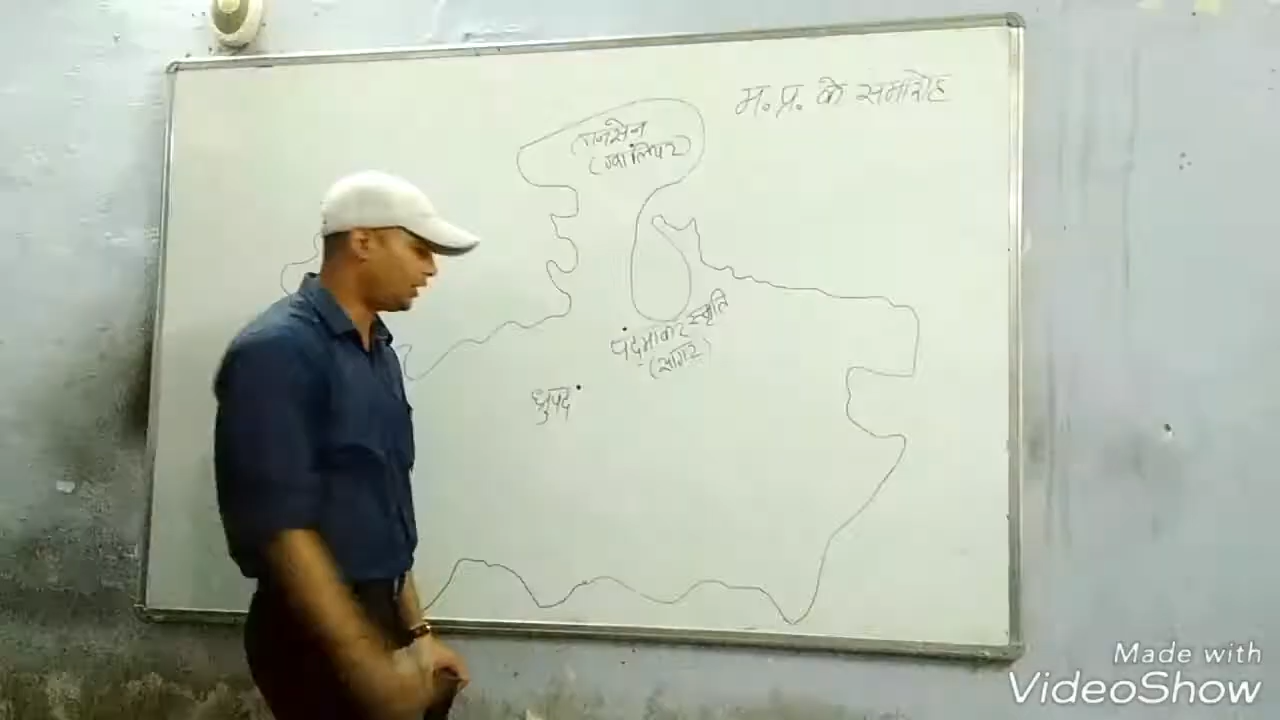 म. प्र. के समारोह
तानसेन
(ग्वालियर)
पद्माकर स्मृति
(सागर)
ध्रुपद
Made with
VideoShow